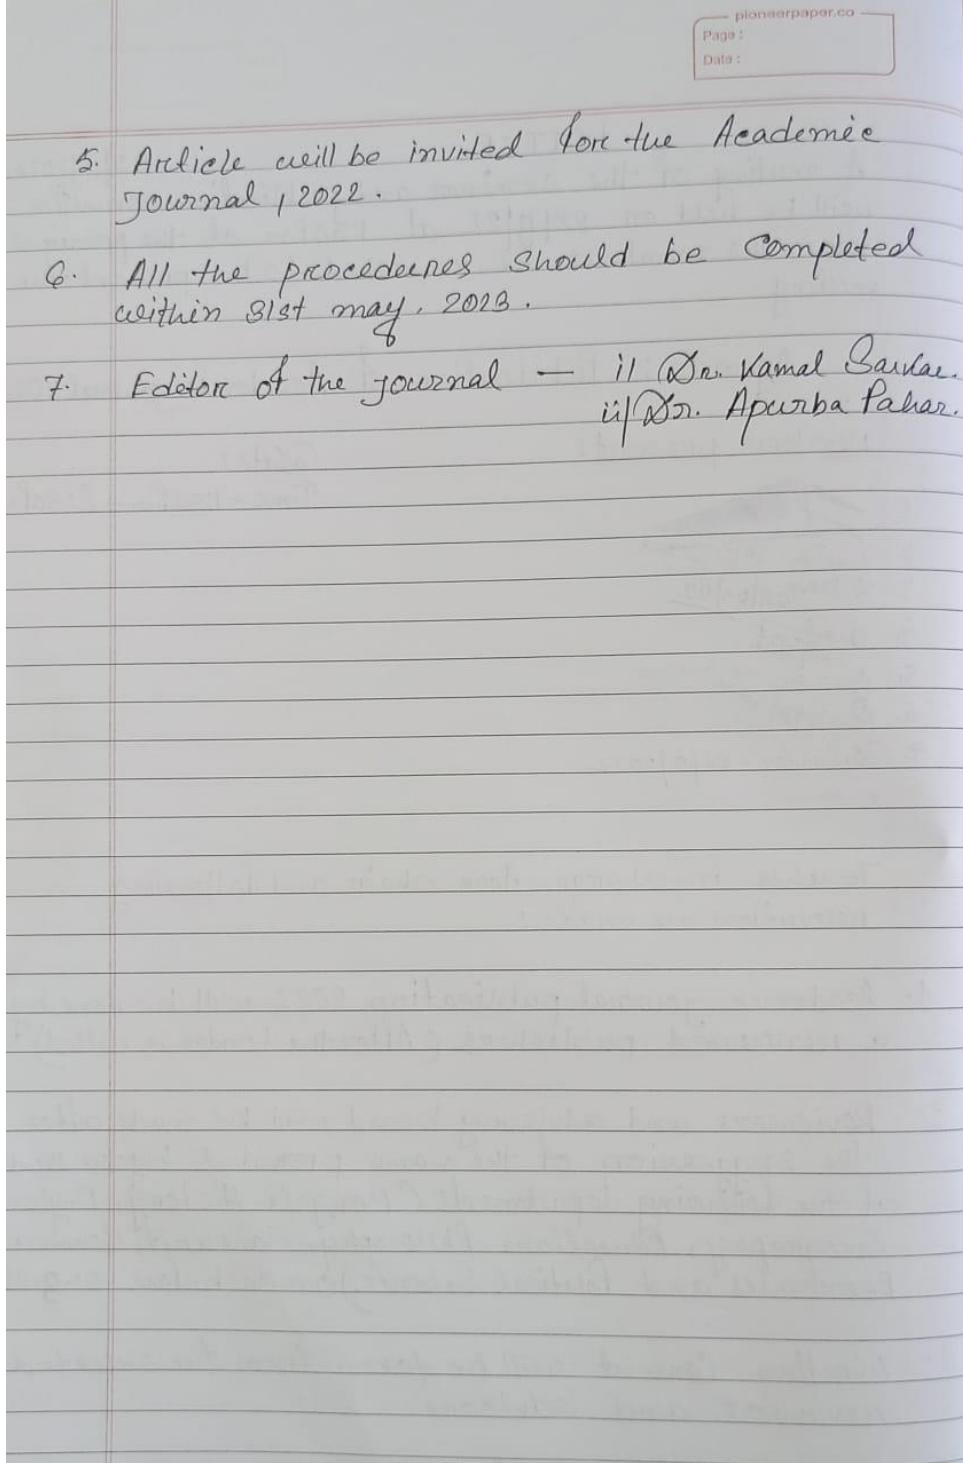 pioneerpaper.co
Page :
Date :
5. Article will be invited for the Academic
Journal, 2022.
6. All the procedures should be completed
within 31st may, 2023.
7. Editor of the journal — i/ Dr. Kamal Sarkar.
ii/ Dr. Apurba Pahar.